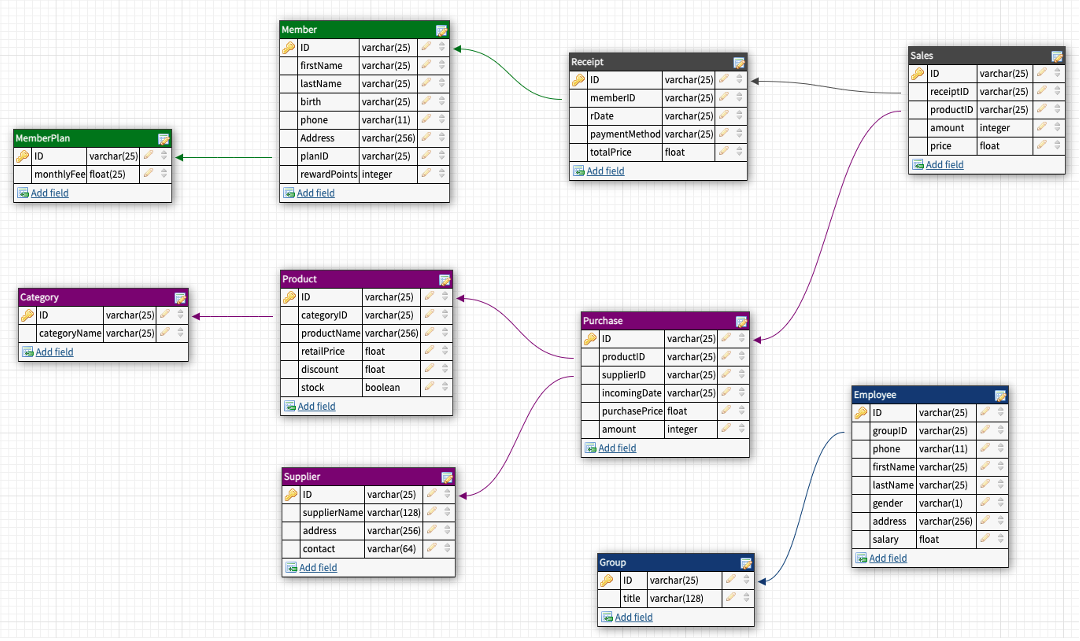 Member
ID varchar(25)
firstName varchar(25)
lastName varchar(25)
birth varchar(25)
phone varchar(11)
Address varchar(256)
planID varchar(25)
rewardPoints integer
Add field
Receipt
ID varchar(25)
memberID varchar(25)
rDate varchar(25)
paymentMethod varchar(25)
totalPrice float
Add field
Sales
ID varchar(25)
receiptID varchar(25)
productID varchar(25)
amount integer
price float
Add field
MemberPlan
ID varchar(25)
monthlyFee float(25)
Add field
Category
ID varchar(25)
categoryName varchar(25)
Add field
Product
ID varchar(25)
categoryID varchar(25)
productName varchar(256)
retailPrice float
discount float
stock boolean
Add field
Purchase
ID varchar(25)
productID varchar(25)
supplierID varchar(25)
incomingDate varchar(25)
purchasePrice float
amount integer
Add field
Employee
ID varchar(25)
groupID varchar(25)
phone varchar(11)
firstName varchar(25)
lastName varchar(25)
gender varchar(1)
address varchar(256)
salary float
Add field
Supplier
ID varchar(25)
supplierName varchar(128)
address varchar(256)
contact varchar(64)
Add field
Group
ID varchar(25)
title varchar(128)
Add field